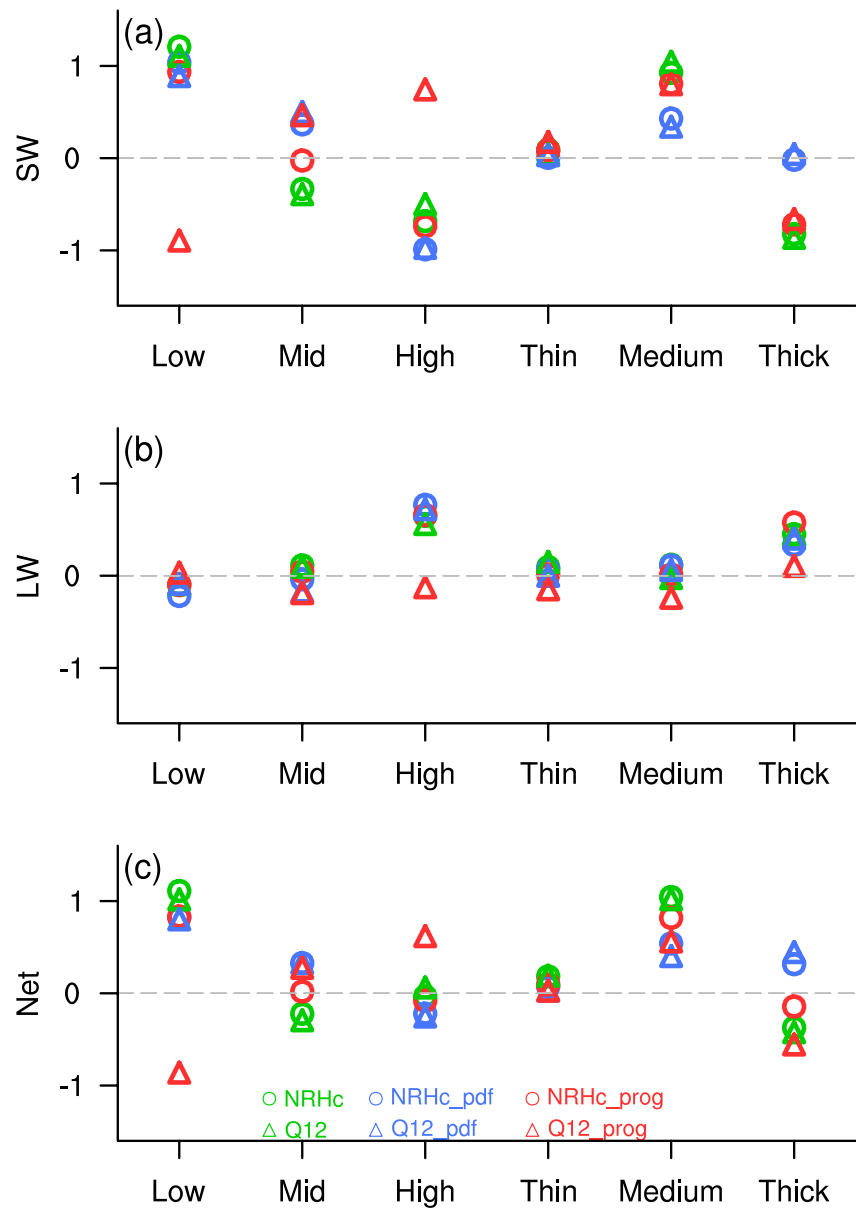 (a)
SW
1
0
-1
Low Mid High Thin Medium Thick
(b)
LW
1
0
-1
Low Mid High Thin Medium Thick
(c)
Net
1
0
-1
NRHc NRHc_pdf NRHc_prog
Q12 Q12_pdf Q12_prog
Low Mid High Thin Medium Thick